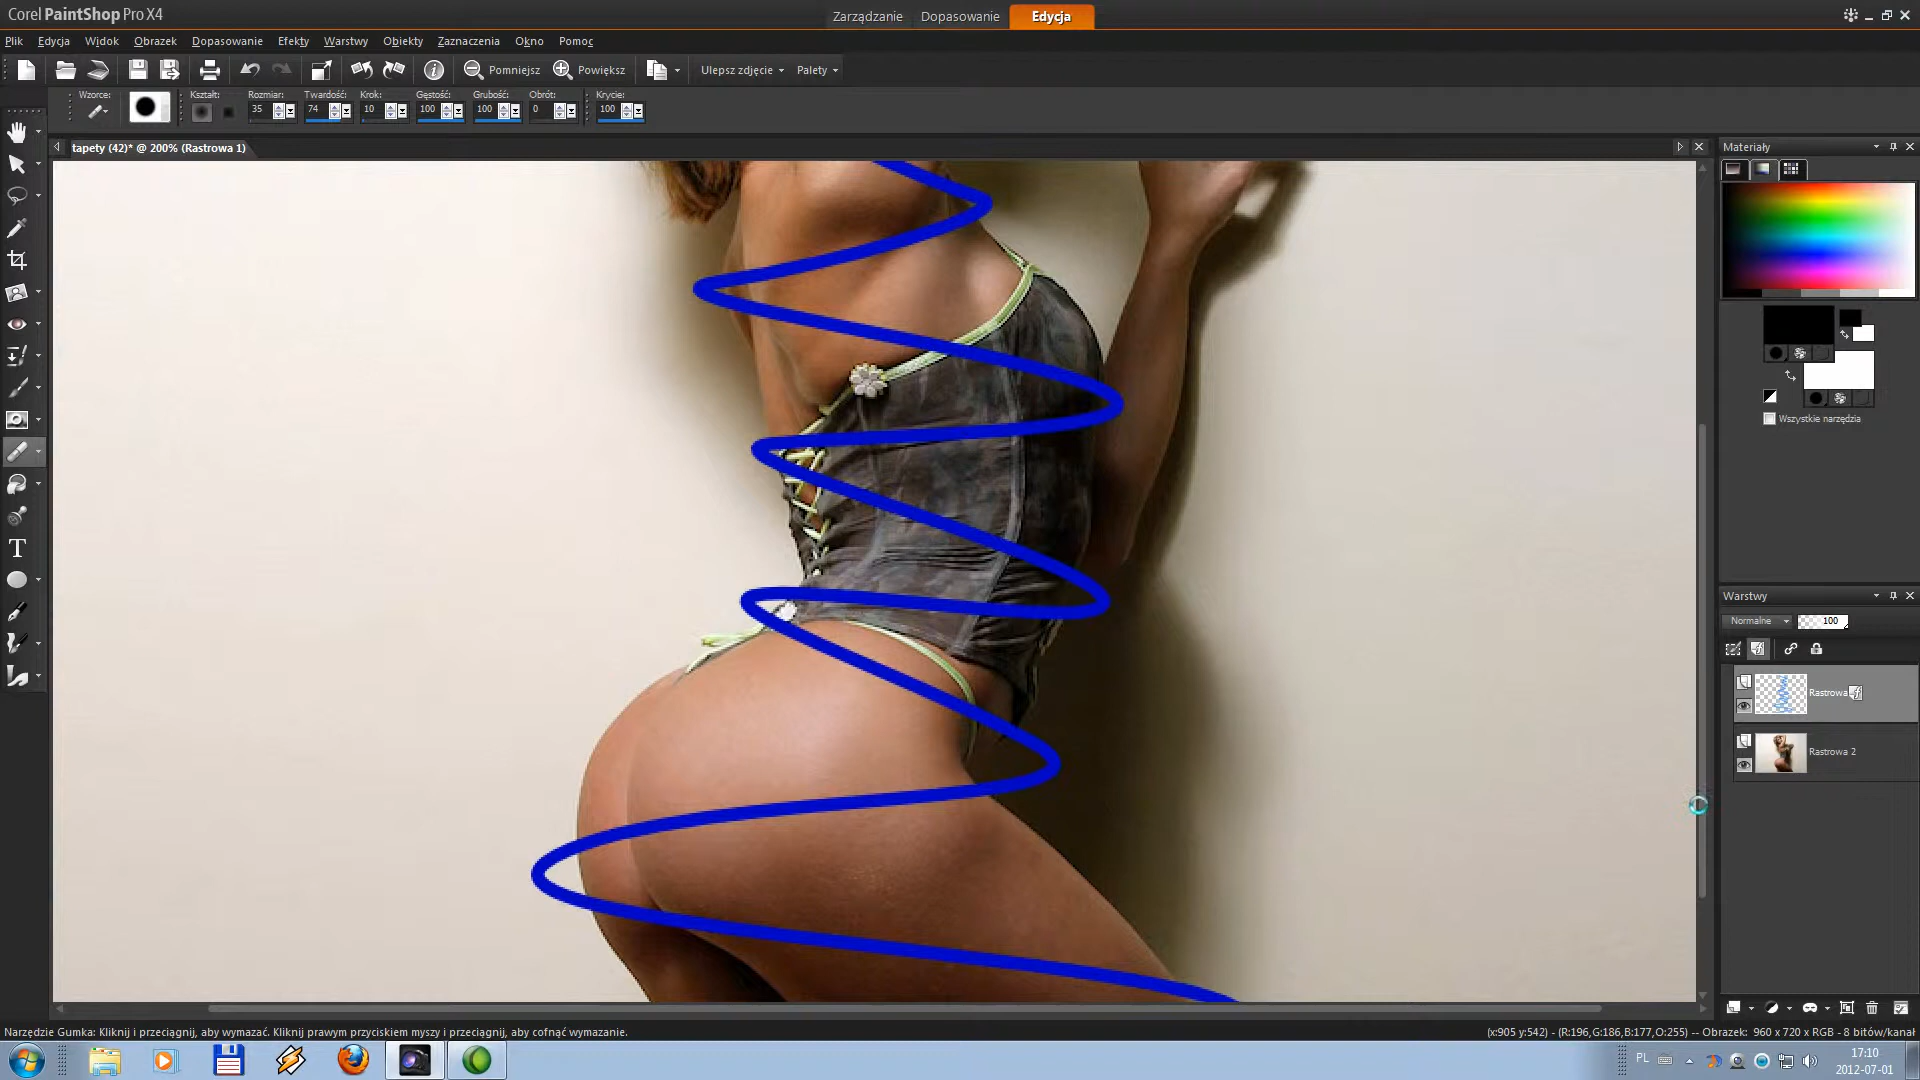 Corel PaintShop Pro X4
Zarządzanie Dopasowanie Edycja
Plik Edycja Widok Obrazek Dopasowanie Efekty Warstwy Obiekty Zaznaczenia Okno Pomoc
Pomniejsz Powiększ Ulepsz zdjęcie Palety
Wzorce: Kształt: Rozmiar: Twardość: Krok: Gęstość: Grubość: Obrót: Krycie:
35 74 10 100 100 0 100
tapety (42)* @ 200% (Rastrowa 1)
Materiały
Wszystkie narzędzia
Warstwy
Normalne 100
Rastrowa
Rastrowa 2
Narzędzie Gumka: Kliknij i przeciągnij, aby wymazać. Kliknij prawym przyciskiem myszy i przeciągnij, aby cofnąć wymazanie.
(x:905 y:542) - (R:196,G:186,B:177,O:255) -- Obrazek: 960 x 720 x RGB - 8 bitów/kanał
PL
17:10
2012-07-01